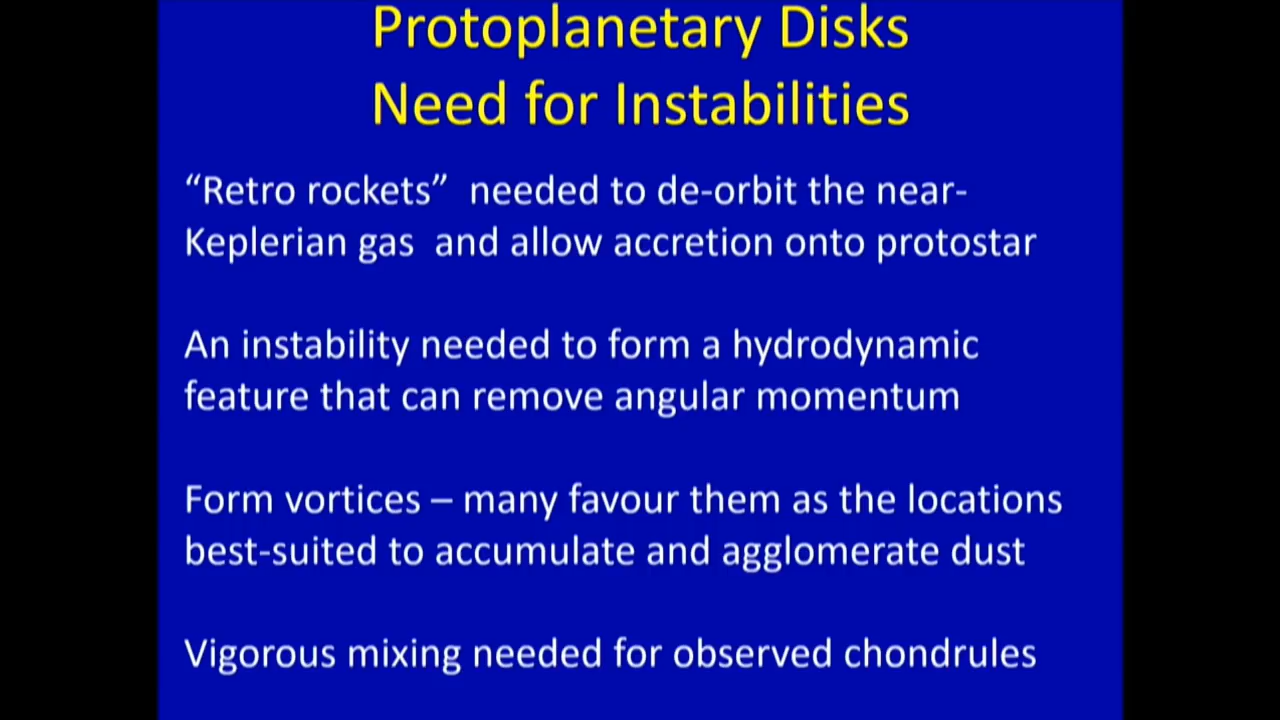 Protoplanetary Disks
Need for Instabilities
“Retro rockets” needed to de-orbit the near-
Keplerian gas and allow accretion onto protostar
An instability needed to form a hydrodynamic
feature that can remove angular momentum
Form vortices – many favour them as the locations
best-suited to accumulate and agglomerate dust
Vigorous mixing needed for observed chondrules